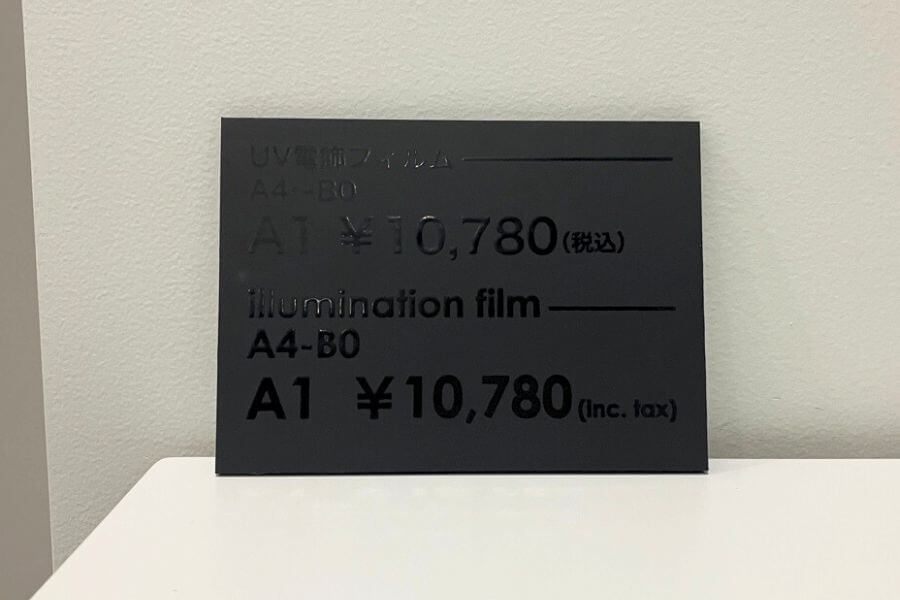 UV電飾フィルム
A4-B0
A1 ¥10,780(税込)
illumination film
A4-B0
A1 ¥10,780(inc. tax)